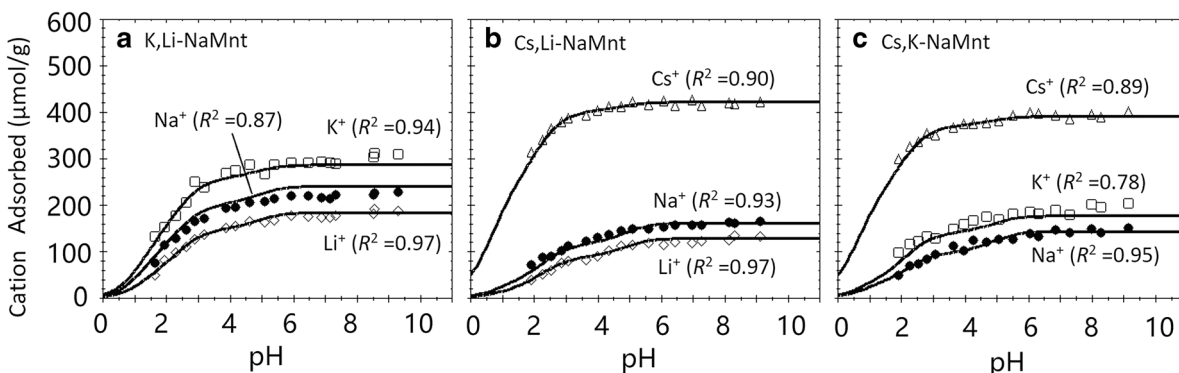 Cation Adsorbed (μmol/g)
600
500
400
300
200
100
0
a K,Li-NaMnt
Na⁺ (R² =0.87)
K⁺ (R² =0.94)
Li⁺ (R² =0.97)
0 2 4 6 8 10
pH
b Cs,Li-NaMnt
Cs⁺ (R² =0.90)
Na⁺ (R² =0.93)
Li⁺ (R² =0.97)
0 2 4 6 8 10
pH
c Cs,K-NaMnt
Cs⁺ (R² =0.89)
K⁺ (R² =0.78)
Na⁺ (R² =0.95)
0 2 4 6 8 10
pH